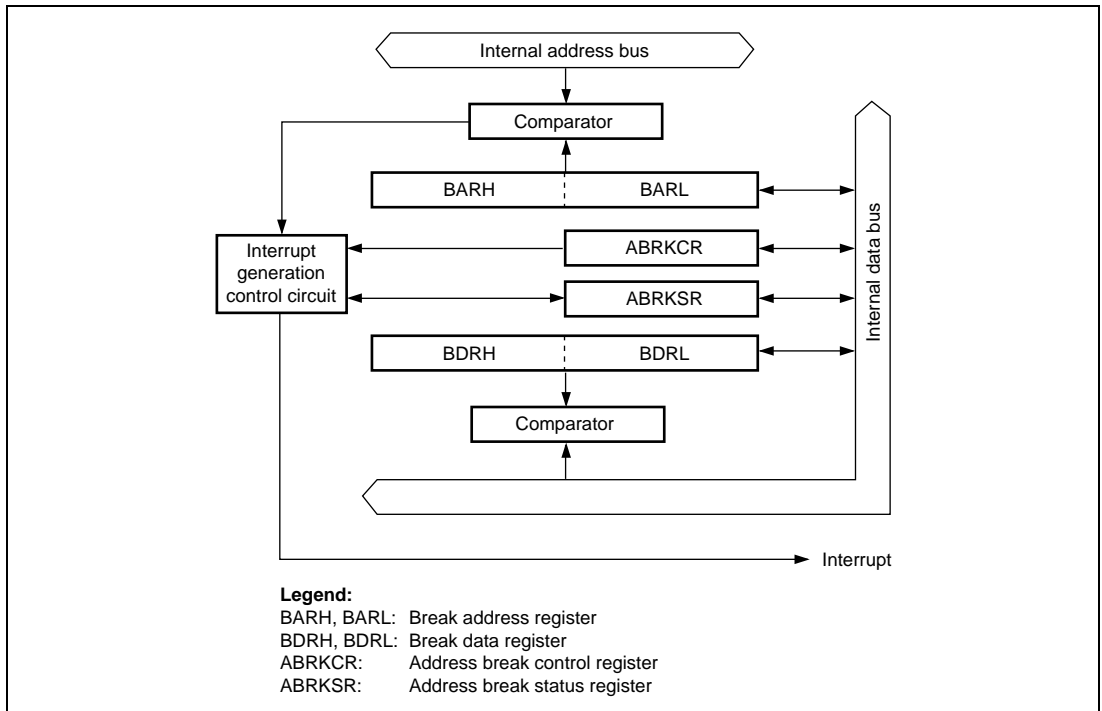 Internal address bus
Comparator
BARH BARL
Interrupt
generation
control circuit
ABRKCR
ABRKSR
Internal data bus
BDRH BDRL
Comparator
Interrupt
Legend:
BARH, BARL: Break address register
BDRH, BDRL: Break data register
ABRKCR: Address break control register
ABRKSR: Address break status register